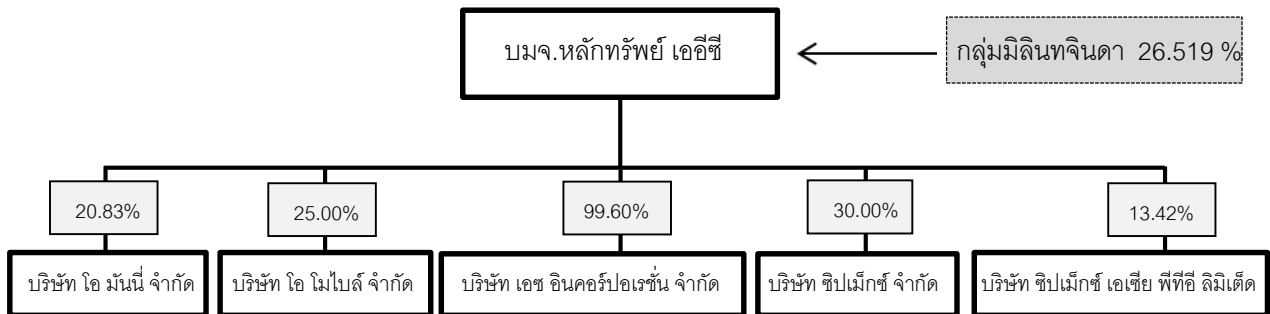 บมจ.หลักทรัพย์ เออีซี
กลุ่มมิลินทจินดา 26.519 %
20.83%
25.00%
99.60%
30.00%
13.42%
บริษัท โอ มันนี่ จำกัด
บริษัท โอ โมไบล์ จำกัด
บริษัท เอซ อินคอร์ปอเรชั่น จำกัด
บริษัท ซิปเม็กซ์ จำกัด
บริษัท ซิปเม็กซ์ เอเซีย พีทีอี ลิมิเต็ด